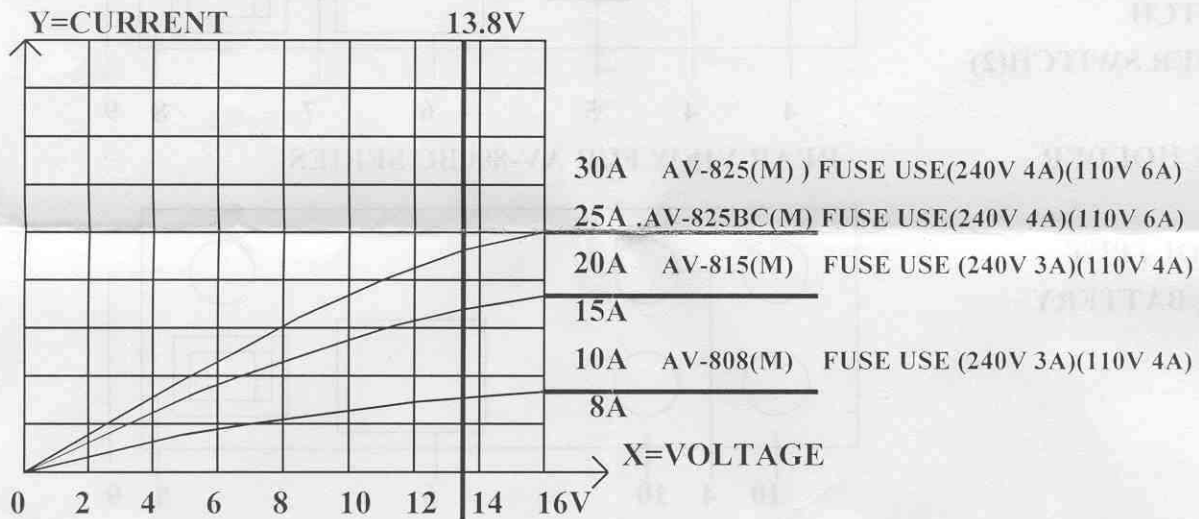 Y=CURRENT 13.8V
30A AV-825(M) ) FUSE USE(240V 4A)(110V 6A)
25A .AV-825BC(M) FUSE USE(240V 4A)(110V 6A)
20A AV-815(M) FUSE USE (240V 3A)(110V 4A)
15A
10A AV-808(M) FUSE USE (240V 3A)(110V 4A)
8A
X=VOLTAGE
0 2 4 6 8 10 12 14 16V